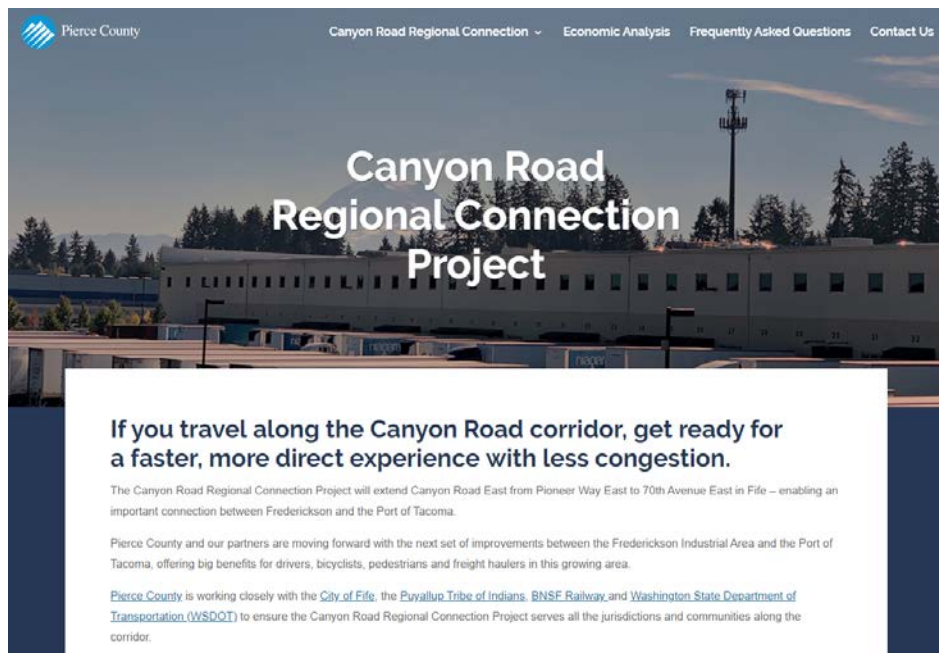 Pierce County
Canyon Road Regional Connection
Economic Analysis
Frequently Asked Questions
Contact Us
Canyon Road
Regional Connection
Project
niagara
If you travel along the Canyon Road corridor, get ready for
a faster, more direct experience with less congestion.
The Canyon Road Regional Connection Project will extend Canyon Road East from Pioneer Way East to 70th Avenue East in Fife – enabling an
important connection between Frederickson and the Port of Tacoma.
Pierce County and our partners are moving forward with the next set of improvements between the Frederickson Industrial Area and the Port of
Tacoma, offering big benefits for drivers, bicyclists, pedestrians and freight haulers in this growing area.
Pierce County is working closely with the City of Fife, the Puyallup Tribe of Indians, BNSF Railway and Washington State Department of
Transportation (WSDOT) to ensure the Canyon Road Regional Connection Project serves all the jurisdictions and communities along the
corridor.